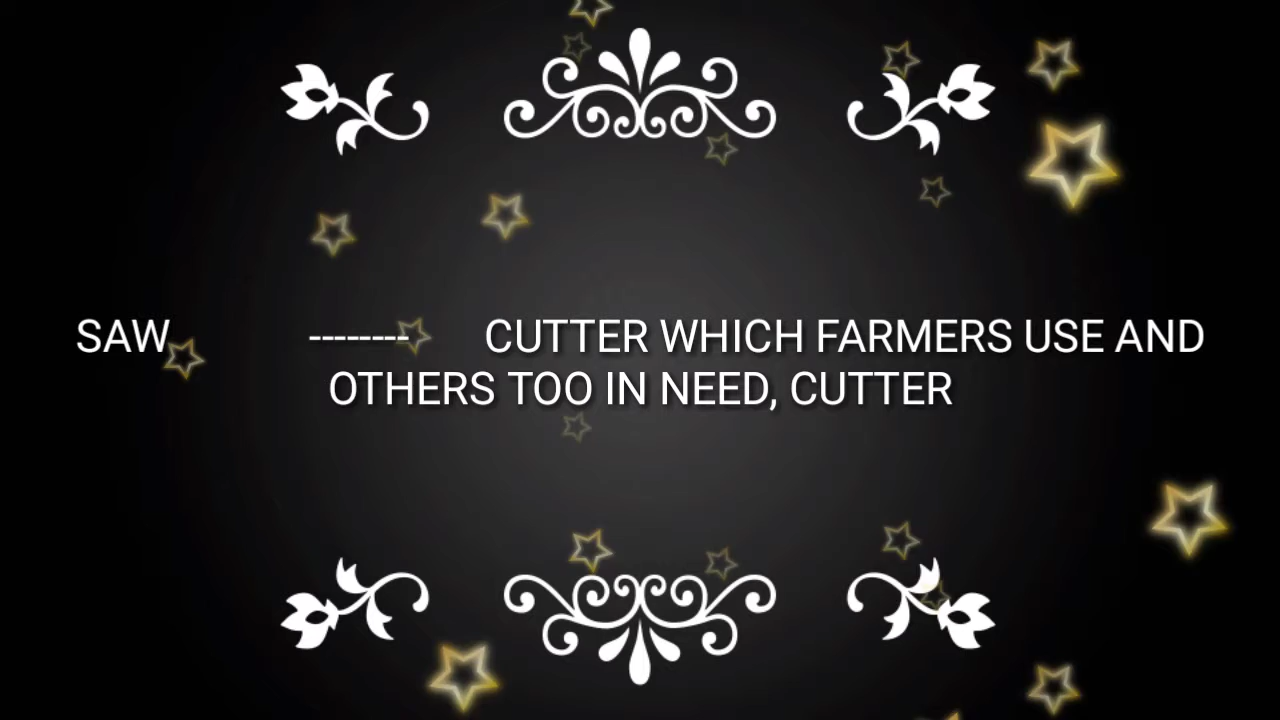 SAW -------- CUTTER WHICH FARMERS USE AND
OTHERS TOO IN NEED, CUTTER